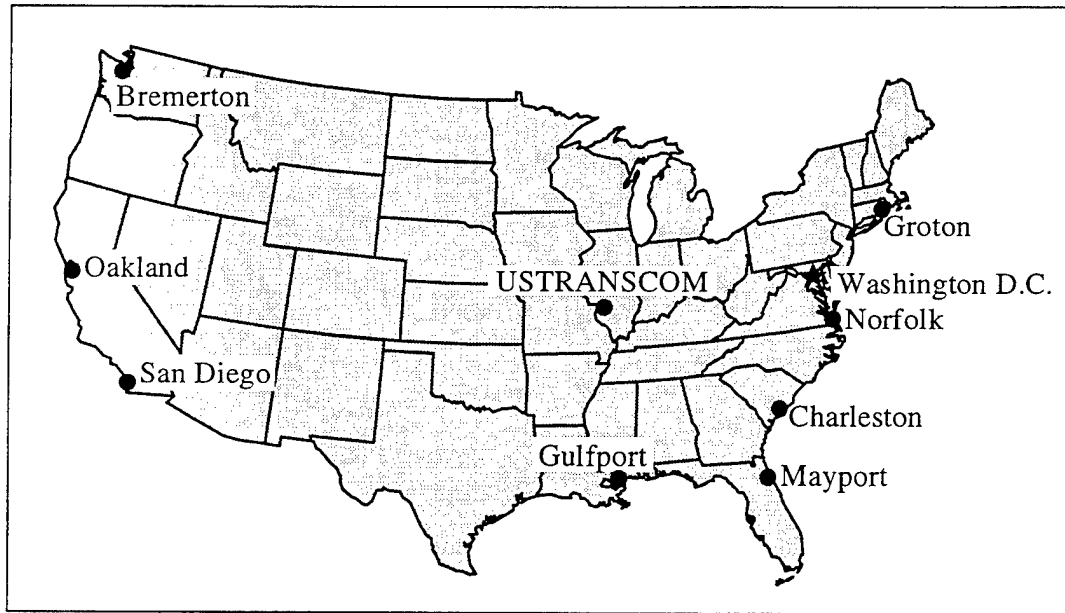 Bremerton
Groton
Oakland
USTRANSCOM
Washington D.C.
Norfolk
San Diego
Charleston
Gulfport
Mayport